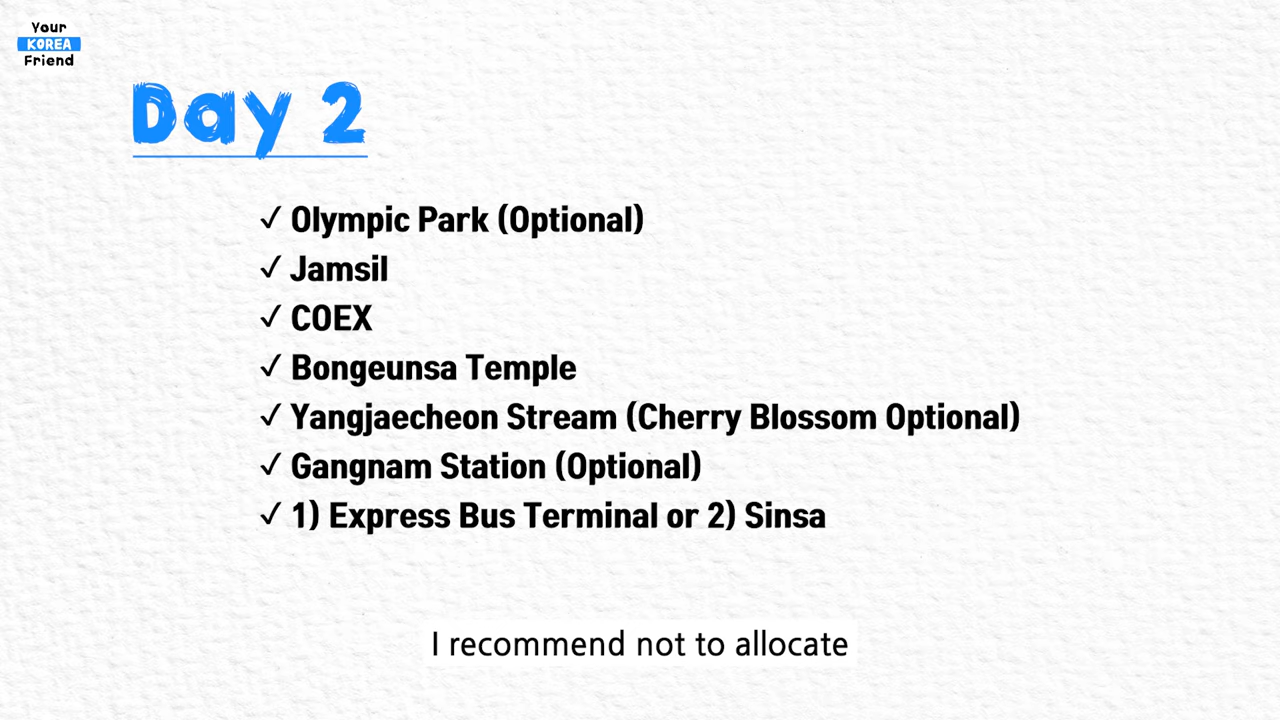 Your
KOREA
Friend
Day 2
✓ Olympic Park (Optional)
✓ Jamsil
✓ COEX
✓ Bongeunsa Temple
✓ Yangjaecheon Stream (Cherry Blossom Optional)
✓ Gangnam Station (Optional)
✓ 1) Express Bus Terminal or 2) Sinsa
I recommend not to allocate